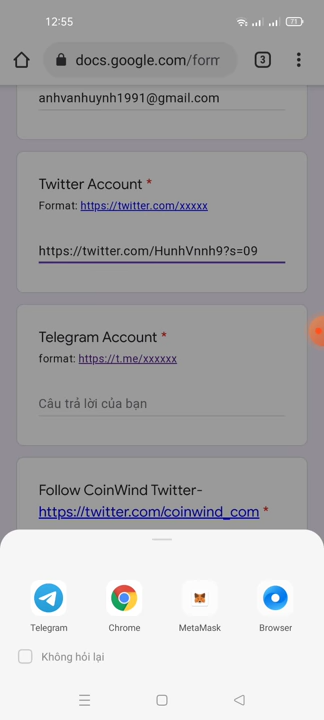 12:55
71
docs.google.com/form
3
anhvanhuynh1991@gmail.com
Twitter Account *
Format: https://twitter.com/xxxxx
https://twitter.com/HunhVnnh9?s=09
Telegram Account *
format: https://t.me/xxxxxx
Câu trả lời của bạn
Follow CoinWind Twitter-
https://twitter.com/coinwind_com *
Telegram Chrome MetaMask Browser
Không hỏi lại